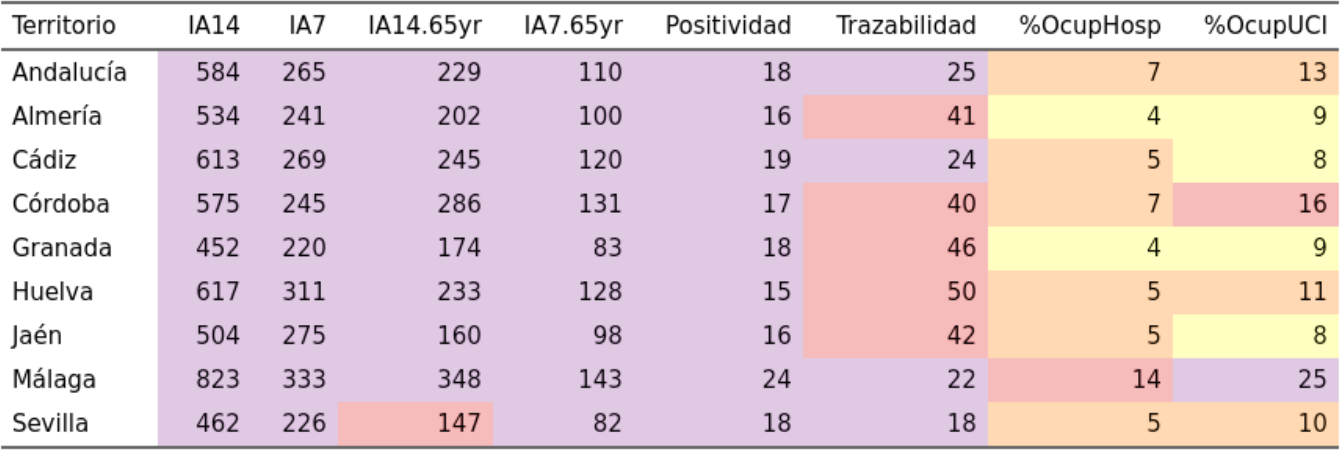 Territorio IA14 IA7 IA14.65yr IA7.65yr Positividad Trazabilidad %OcupHosp %OcupUCI
Andalucía 584 265 229 110 18 25 7 13
Almería 534 241 202 100 16 41 4 9
Cádiz 613 269 245 120 19 24 5 8
Córdoba 575 245 286 131 17 40 7 16
Granada 452 220 174 83 18 46 4 9
Huelva 617 311 233 128 15 50 5 11
Jaén 504 275 160 98 16 42 5 8
Málaga 823 333 348 143 24 22 14 25
Sevilla 462 226 147 82 18 18 5 10